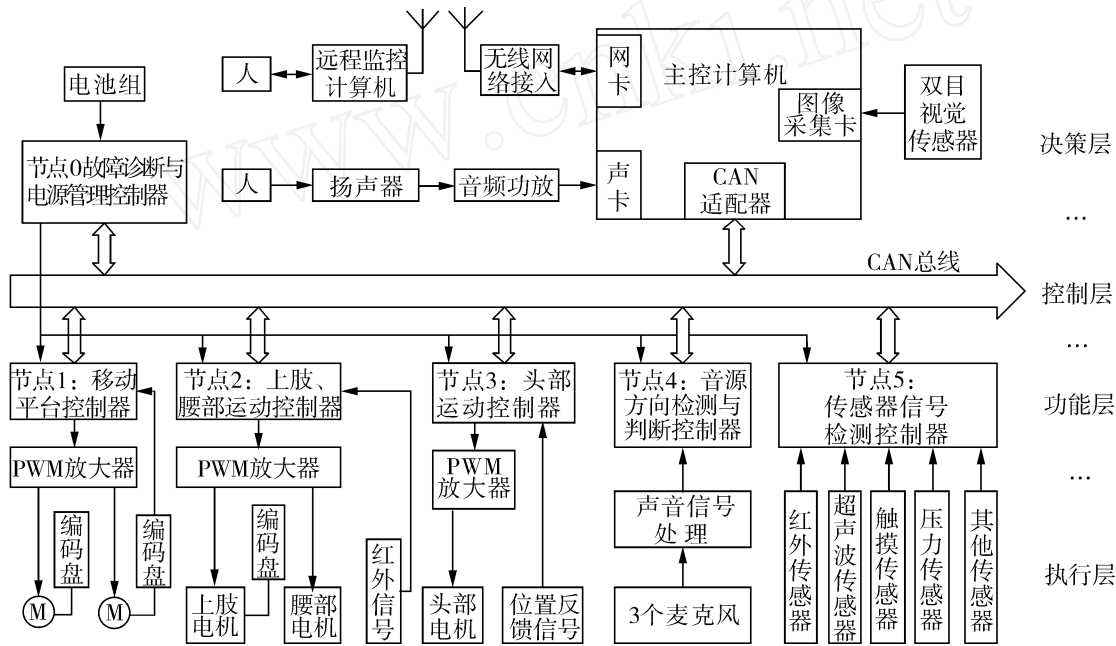 www.cnki.net
人
远程监控
计算机
无线网
络接入
网
卡
主控计算机
图像
采集卡
双目
视觉
传感器
电池组
节点0故障诊断与
电源管理控制器
人
扬声器
音频功放
声
卡
CAN
适配器
决策层
…
CAN总线
控制层
…
节点1：移动
平台控制器
节点2：上肢、
腰部运动控制器
节点3：头部
运动控制器
节点4：音源
方向检测与
判断控制器
节点5：
传感器信号
检测控制器
功能层
PWM放大器
PWM放大器
PWM
放大器
…
声音信号
处理
编码盘
编码盘
编码盘
红外信号
红外传感器
超声波传感器
触摸传感器
压力传感器
其他传感器
执行层
M
M
上肢
电机
腰部
电机
头部
电机
位置反
馈信号
3个麦克风